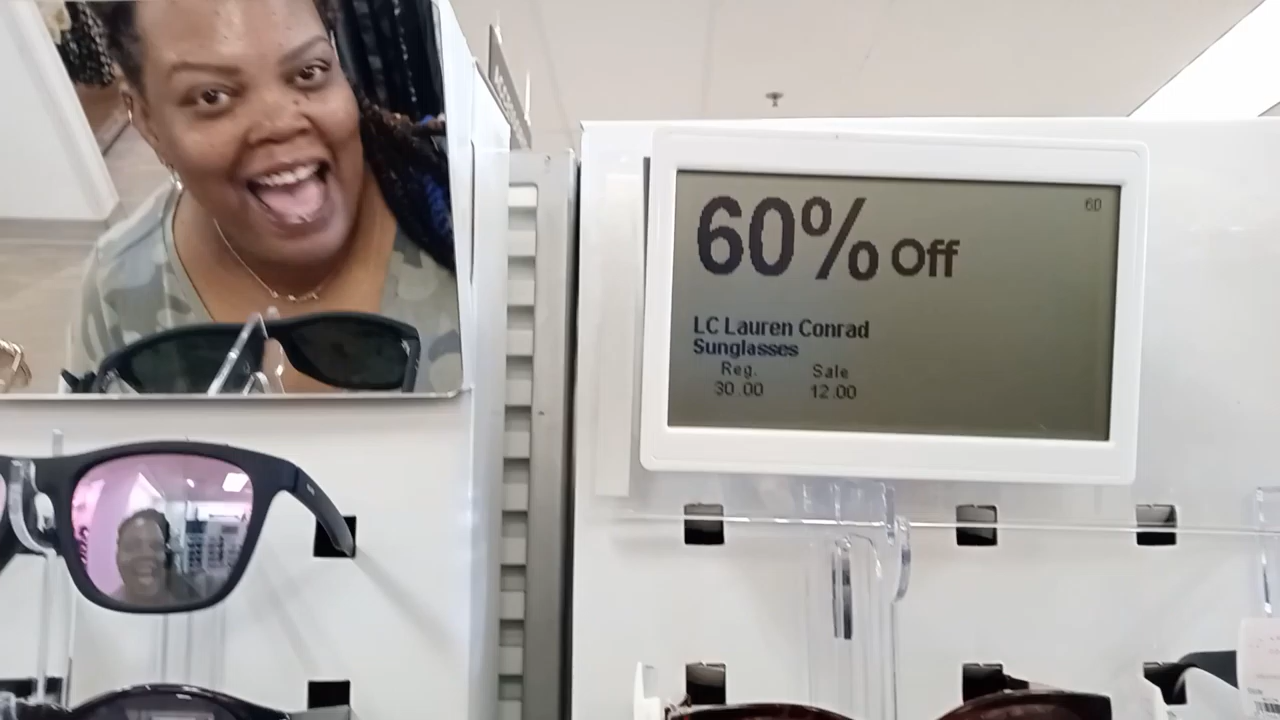 60% Off
60
LC Lauren Conrad
Sunglasses
Reg. Sale
30.00 12.00